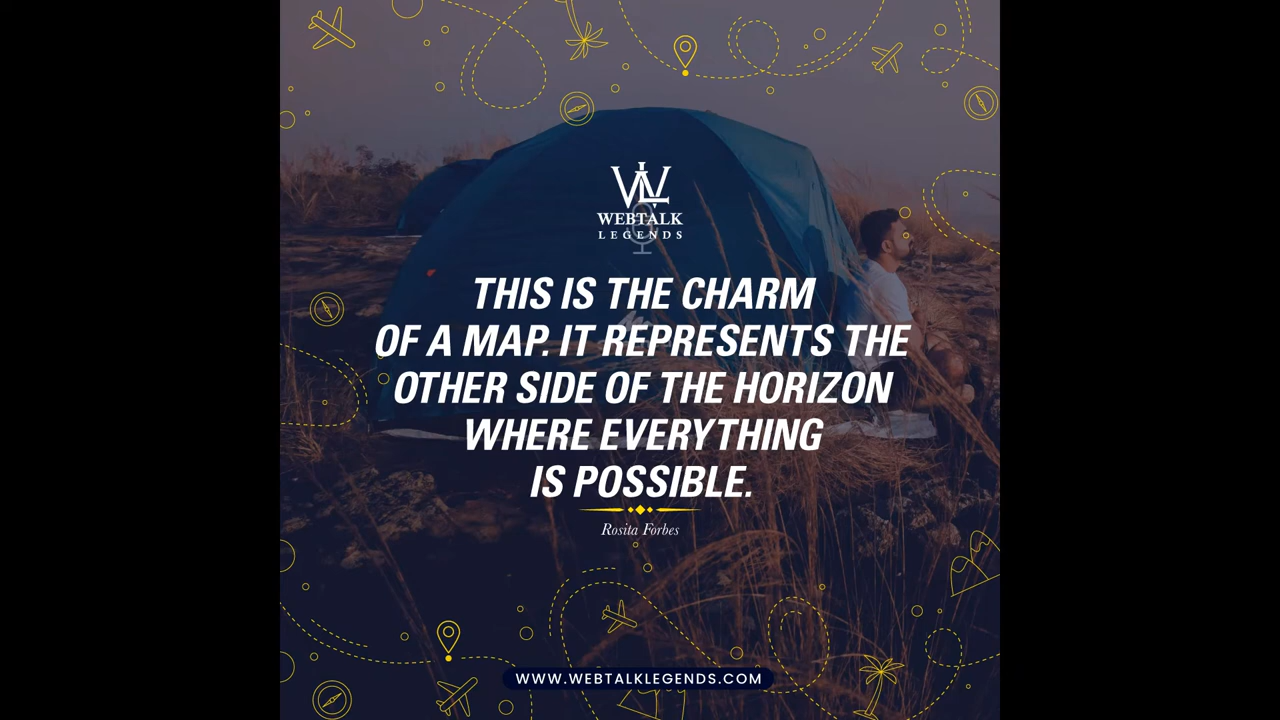 WL
WEBTALK
LEGENDS
THIS IS THE CHARM
OF A MAP. IT REPRESENTS THE
OTHER SIDE OF THE HORIZON
WHERE EVERYTHING
IS POSSIBLE.
Rosita Forbes
WWW.WEBTALKLEGENDS.COM